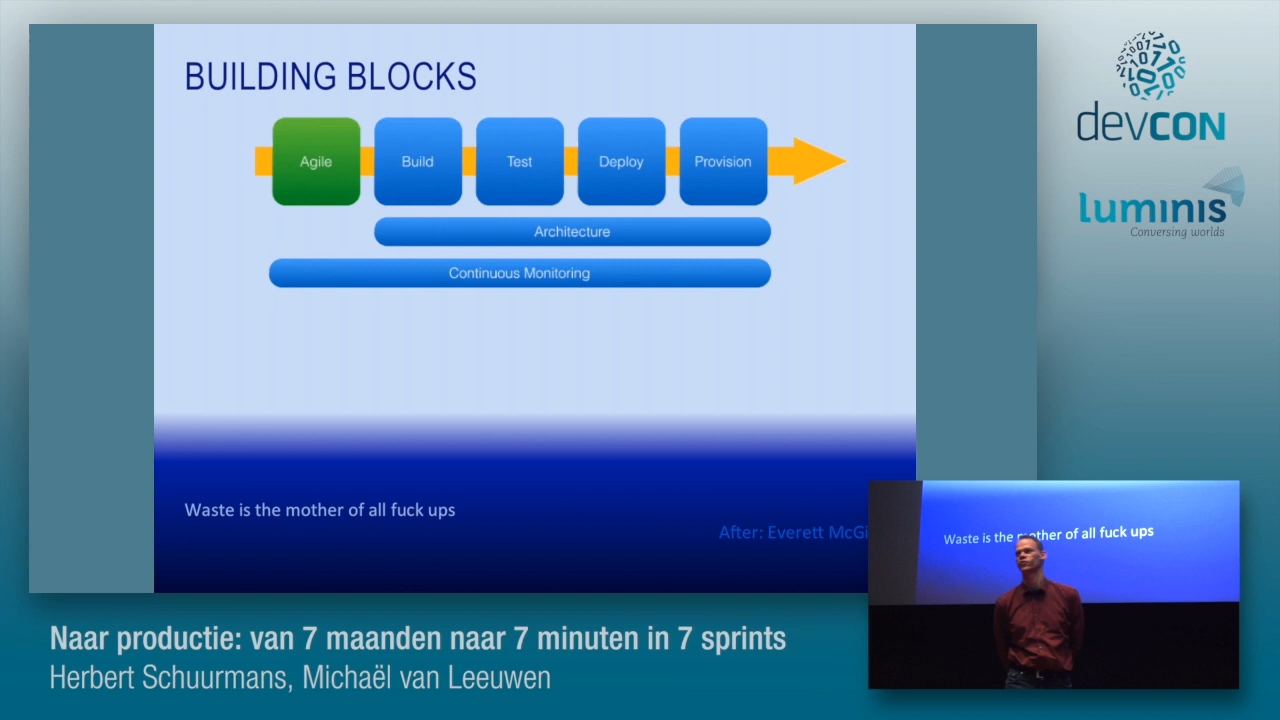 BUILDING BLOCKS
Agile
Build
Test
Deploy
Provision
Architecture
Continuous Monitoring
Waste is the mother of all fuck ups
After: Everett
devCON
luminis
Conversing worlds
Waste is the mother of all fuck ups
Naar productie: van 7 maanden naar 7 minuten in 7 sprints
Herbert Schuurmans, Michaël van Leeuwen